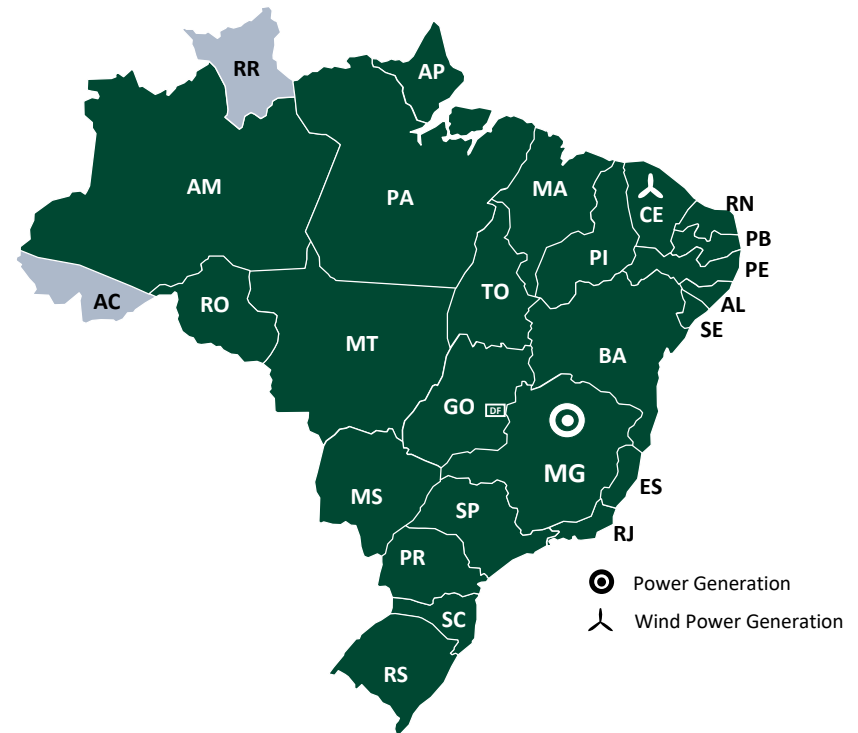 RR
AP
AM
PA
MA
CE
RN
PB
PI
PE
TO
AL
AC
RO
SE
MT
BA
GO
DF
MG
ES
MS
SP
RJ
PR
Power Generation
SC
Wind Power Generation
RS